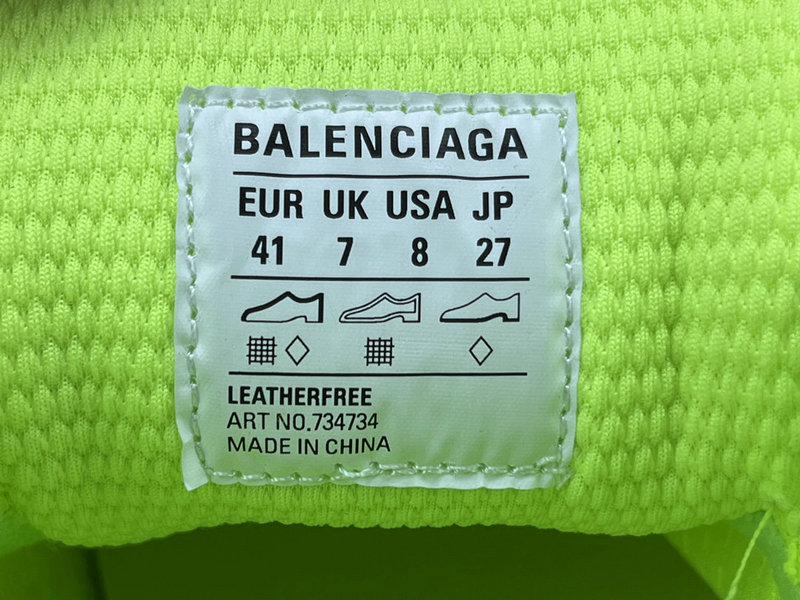 BALENCIAGA
EUR UK USA JP
41 7 8 27
LEATHERFREE
ART NO.734734
MADE IN CHINA